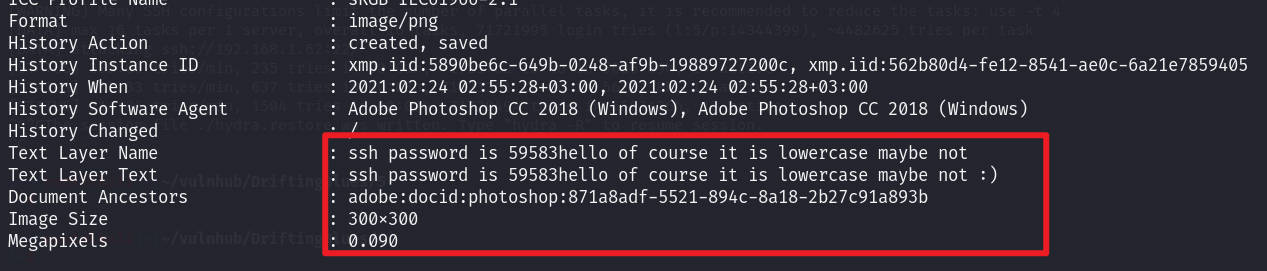 ICC Profile Name : sRGB IEC61966-2.1
Format : image/png
History Action : created, saved
History Instance ID : xmp.iid:5890be6c-649b-0248-af9b-19889727200c, xmp.iid:562b80d4-fe12-8541-ae0c-6a21e7859405
History When : 2021:02:24 02:55:28+03:00, 2021:02:24 02:55:28+03:00
History Software Agent : Adobe Photoshop CC 2018 (Windows), Adobe Photoshop CC 2018 (Windows)
History Changed : /
Text Layer Name : ssh password is 59583hello of course it is lowercase maybe not
Text Layer Text : ssh password is 59583hello of course it is lowercase maybe not :)
Document Ancestors : adobe:docid:photoshop:871a8adf-5521-894c-8a18-2b27c91a893b
Image Size : 300×300
Megapixels : 0.090